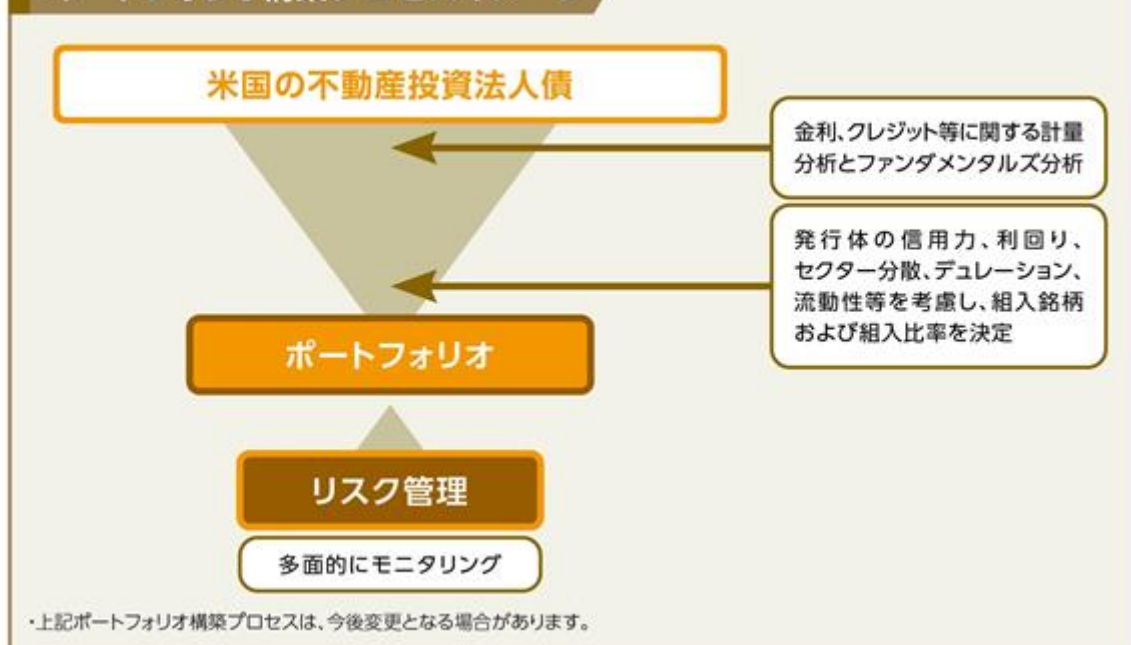 米国の不動産投資法人債
金利、クレジット等に関する計量
分析とファンダメンタルズ分析
発行体の信用力、利回り、
セクター分散、デュレーション、
流動性等を考慮し、組入銘柄
および組入比率を決定
ポートフォリオ
リスク管理
多面的にモニタリング
・上記ポートフォリオ構築プロセスは、今後変更となる場合があります。